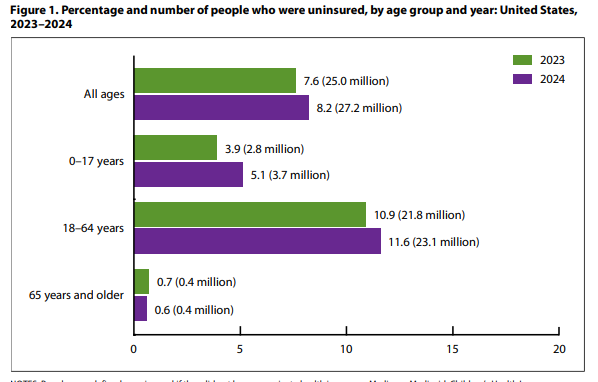 Figure 1. Percentage and number of people who were uninsured, by age group and year: United States,
2023–2024
2023
2024
All ages
7.6 (25.0 million)
8.2 (27.2 million)
0–17 years
3.9 (2.8 million)
5.1 (3.7 million)
18–64 years
10.9 (21.8 million)
11.6 (23.1 million)
65 years and older
0.7 (0.4 million)
0.6 (0.4 million)
0 5 10 15 20